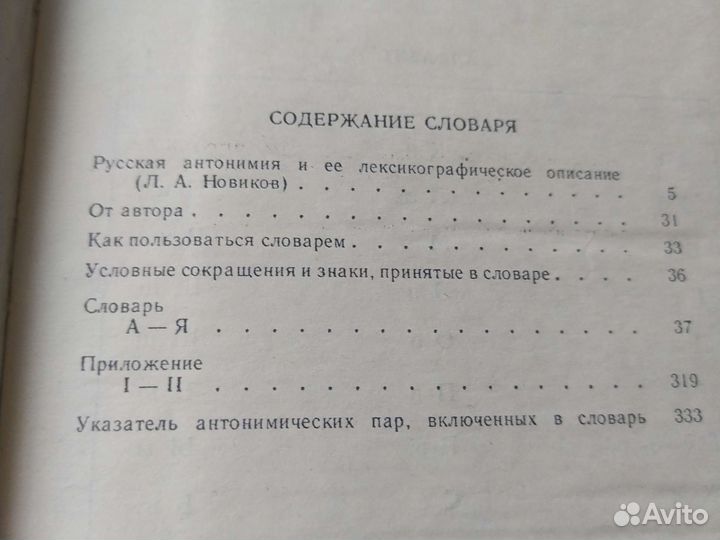 СОДЕРЖАНИЕ СЛОВАРЯ
Русская антонимия и ее лексикографическое описание
(Л. А. Новиков) . . . . . . . . . . . . . . . 5
От автора . . . . . . . . . . . . . . . . . . . 31
Как пользоваться словарем . . . . . . . . . . . . 33
Условные сокращения и знаки, принятые в словаре . . . . 36
Словарь
А — Я . . . . . . . . . . . . . . . . . 37
Приложение
I — II . . . . . . . . . . . . . . . . . 319
Указатель антонимических пар, включенных в словарь 333
Avito